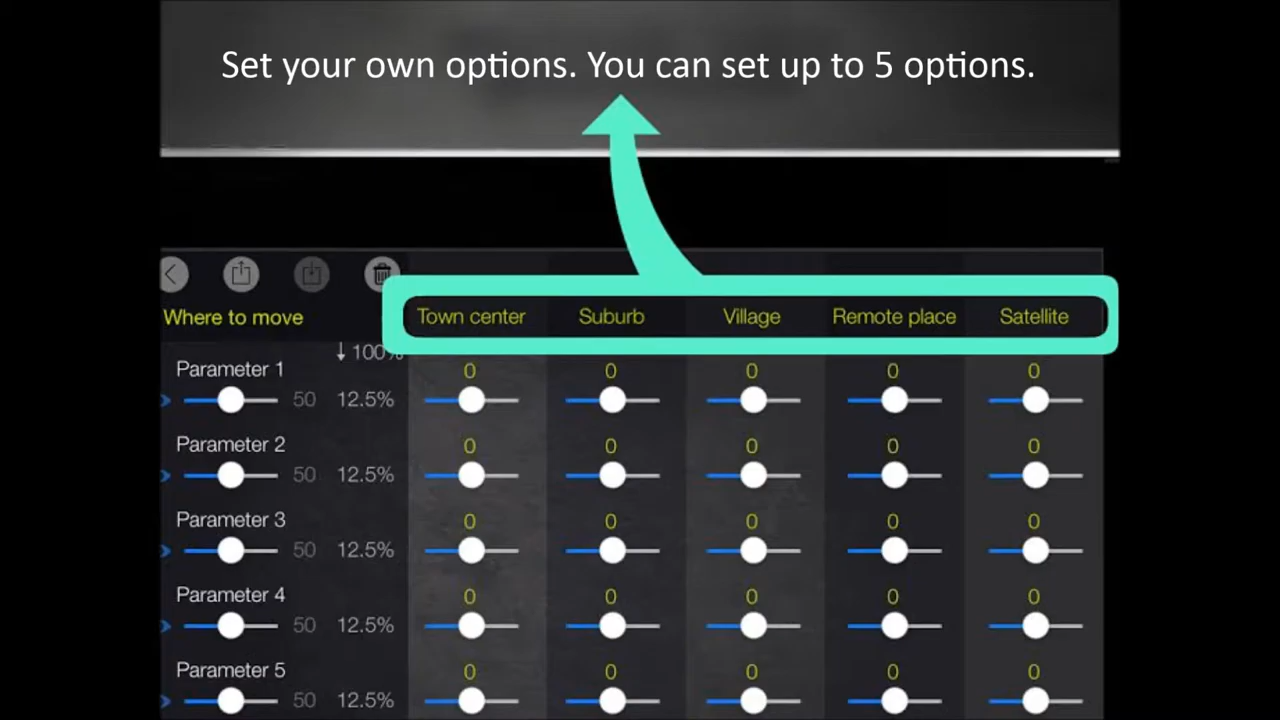 Set your own options. You can set up to 5 options.
Where to move Town center Suburb Village Remote place Satellite
↓100%
Parameter 1 0 0 0 0 0
50 12.5%
Parameter 2 0 0 0 0 0
50 12.5%
Parameter 3 0 0 0 0 0
50 12.5%
Parameter 4 0 0 0 0 0
50 12.5%
Parameter 5 0 0 0 0 0
50 12.5%